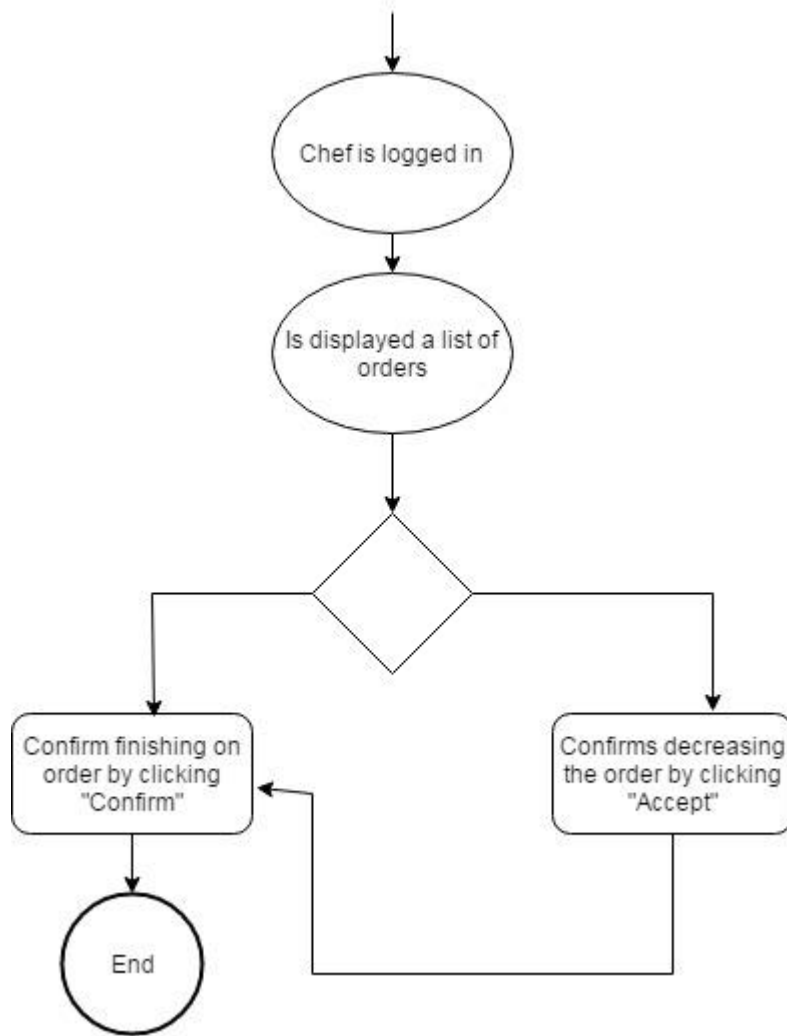 Chef is logged in
Is displayed a list of
orders
Confirm finishing on
order by clicking
"Confirm"
Confirms decreasing
the order by clicking
"Accept"
End